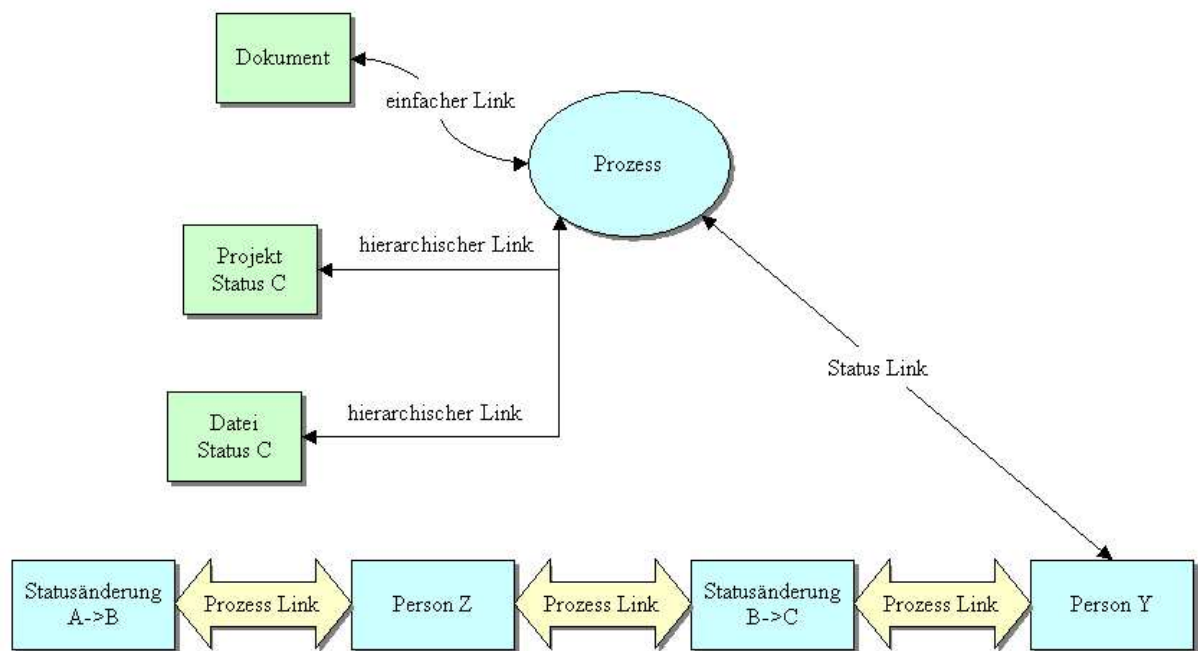 Dokument
einfacher Link
Prozess
hierarchischer Link
Projekt
Status C
Status Link
hierarchischer Link
Datei
Status C
Statusänderung
A->B
Prozess Link
Person Z
Prozess Link
Statusänderung
B->C
Prozess Link
Person Y